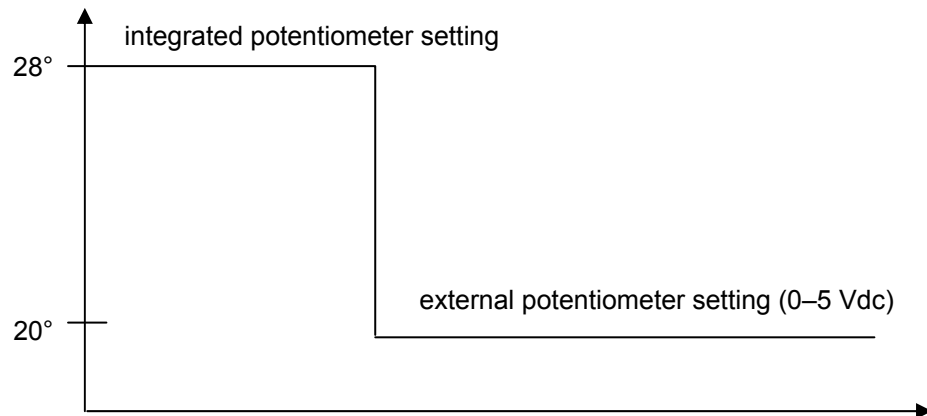 integrated potentiometer setting
28°
external potentiometer setting (0–5 Vdc)
20°